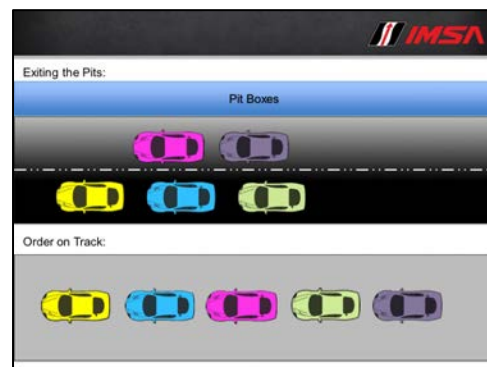 IMSA
Exiting the Pits:
Pit Boxes
Order on Track: